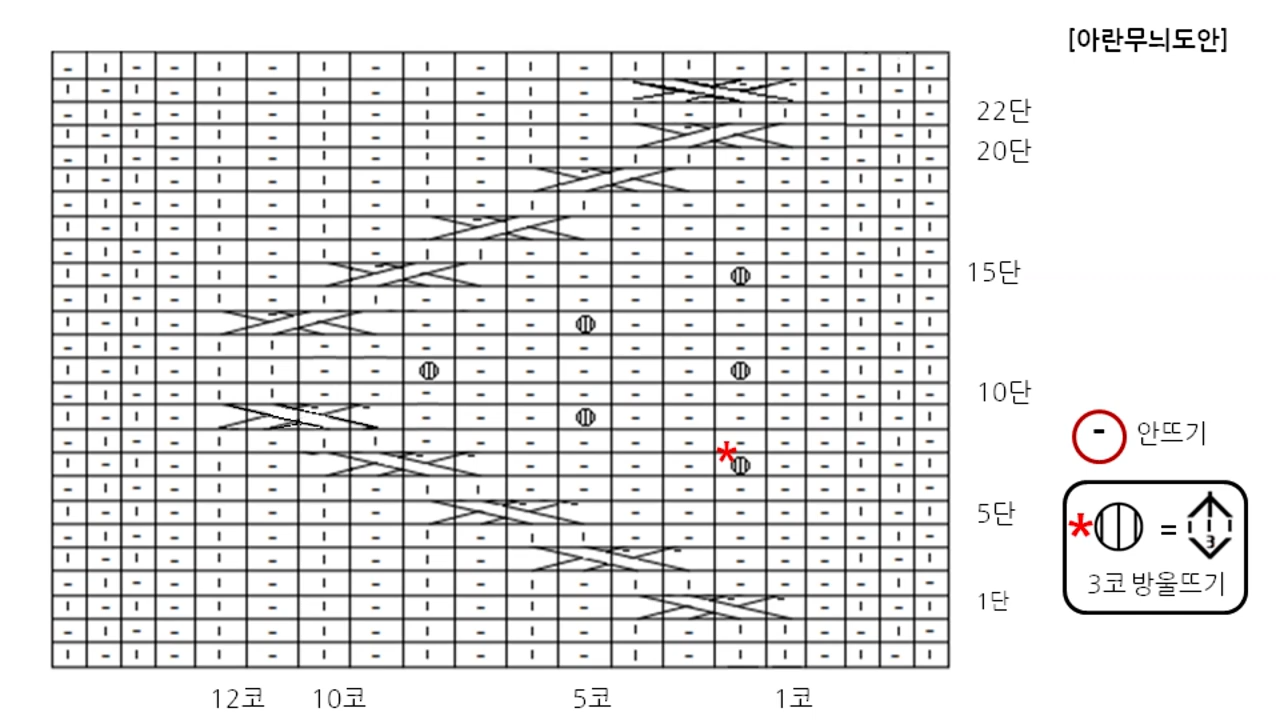 [아란무늬도안]
22단
20단
15단
10단
- 안뜨기
5단
* = 3
3코 방울뜨기
1단
12코 10코 5코 1코